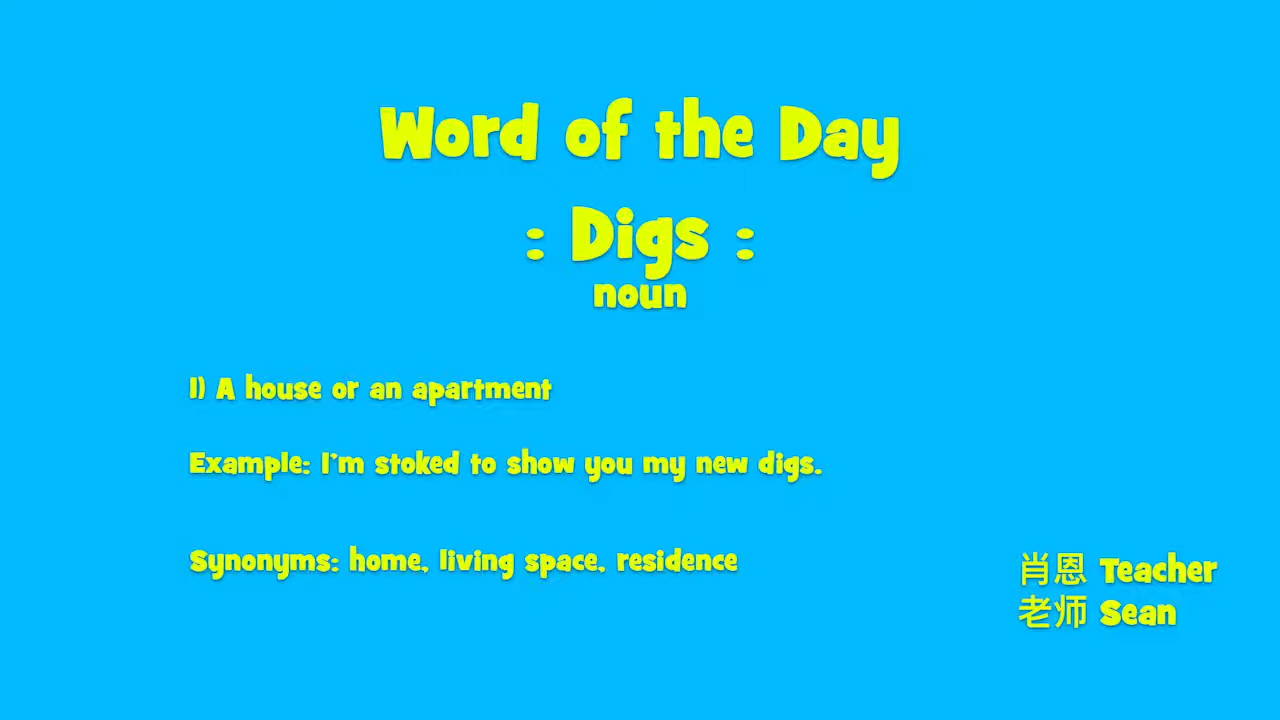 Word of the Day
: Digs :
noun
1) A house or an apartment
Example: I'm stoked to show you my new digs.
Synonyms: home, living space, residence
肖恩 Teacher
老师 Sean